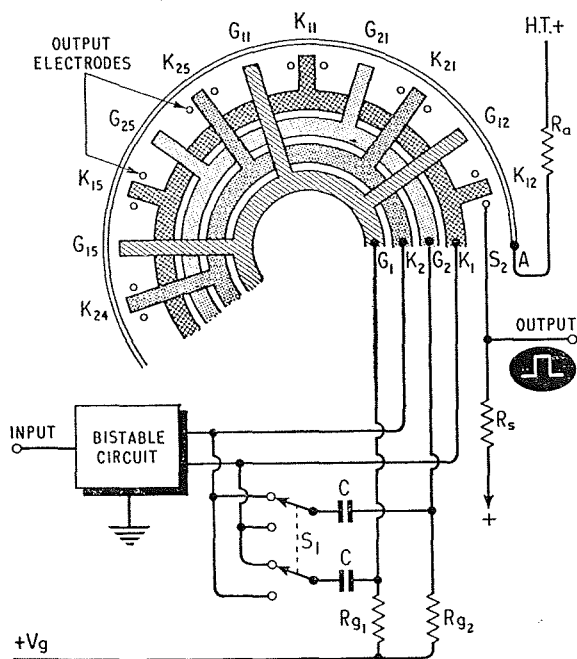 G₁₁
K₁₁
G₂₁
H.T.+
OUTPUT
ELECTRODES
K₂₅
K₂₁
G₂₅
G₁₂
Rₐ
K₁₅
K₁₂
G₁₅
G₁
K₂
G₂
K₁
S₂
A
K₂₄
OUTPUT
INPUT
BISTABLE
CIRCUIT
Rₛ
C
S₁
+
C
Rg₁
Rg₂
+Vg